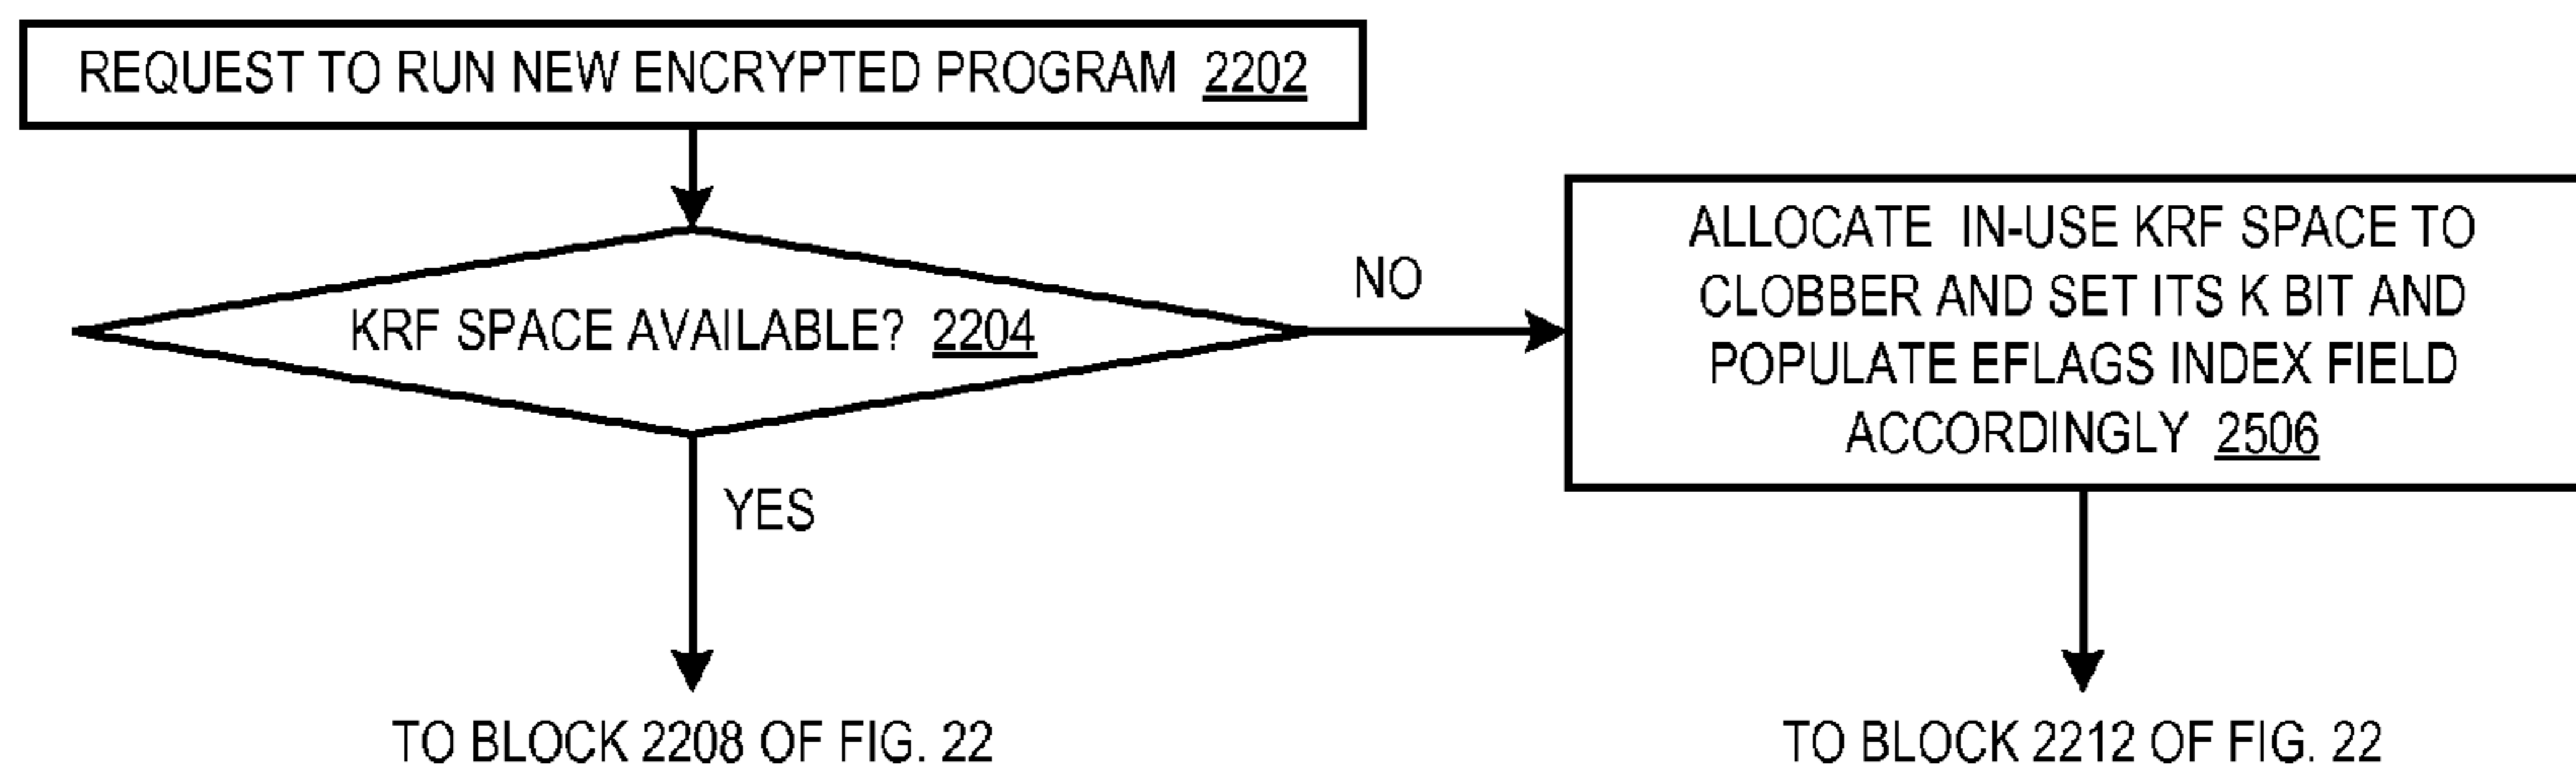 REQUEST TO RUN NEW ENCRYPTED PROGRAM 2202
KRF SPACE AVAILABLE? 2204
NO
ALLOCATE IN-USE KRF SPACE TO
CLOBBER AND SET ITS K BIT AND
POPULATE EFLAGS INDEX FIELD
ACCORDINGLY 2506
YES
TO BLOCK 2208 OF FIG. 22
TO BLOCK 2212 OF FIG. 22